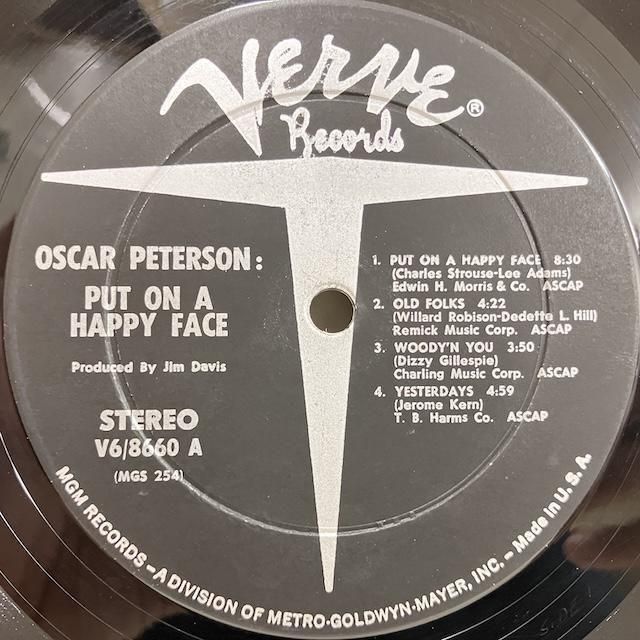 VERVE®
Records
OSCAR PETERSON:
PUT ON A
HAPPY FACE
Produced By Jim Davis
STEREO
V6/8660 A
(MGS 254)
1. PUT ON A HAPPY FACE 8:30
(Charles Strouse-Lee Adams)
Edwin H. Morris & Co. ASCAP
2. OLD FOLKS 4:22
(Willard Robison-Dedette L. Hill)
Remick Music Corp. ASCAP
3. WOODY'N YOU 3:50
(Dizzy Gillespie)
Charling Music Corp. ASCAP
4. YESTERDAYS 4:59
(Jerome Kern)
T. B. Harms Co. ASCAP
MGM RECORDS – A DIVISION OF METRO-GOLDWYN-MAYER, INC. – Made In U.S.A.